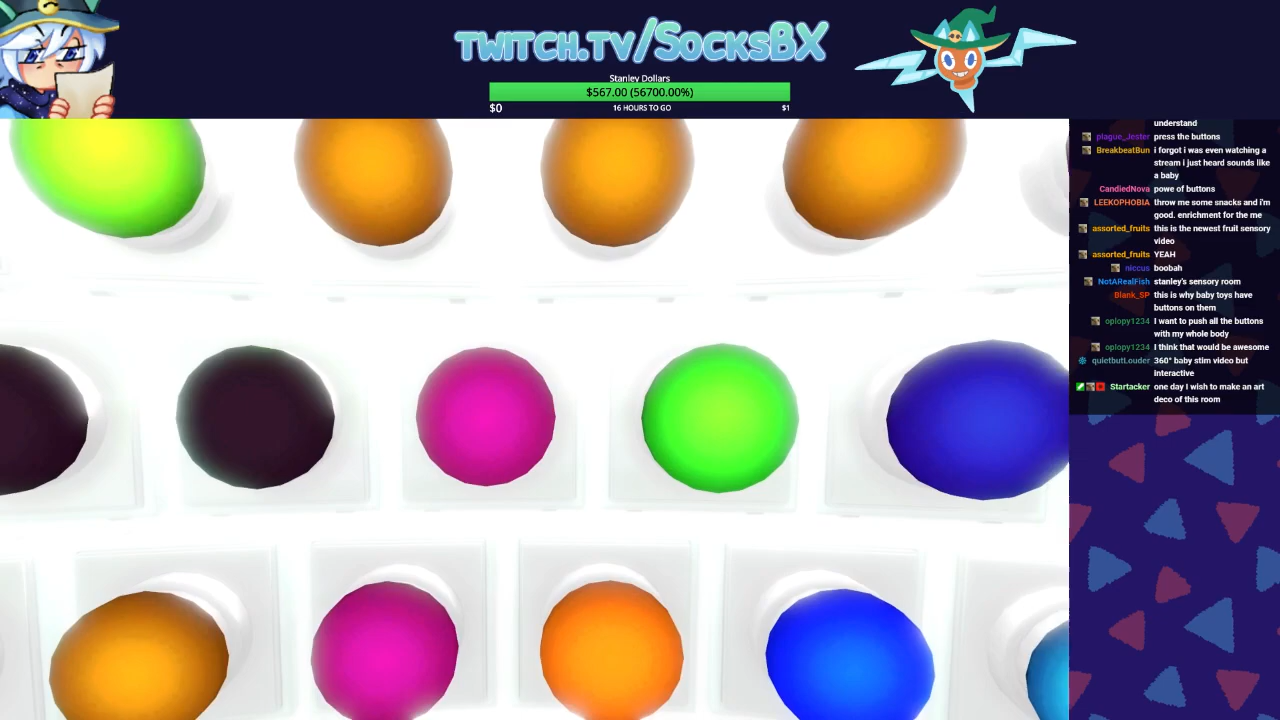 TWITCH.TV/SOCKSBX
Stanley Dollars
$567.00 (56700.00%)
$0 16 HOURS TO GO $1
understand
plague_Jester press the buttons
BreakbeatBun i forgot i was even watching a
stream i just heard sounds like
a baby
CandiedNova powe of buttons
LEEKOPHOBIA throw me some snacks and i'm
good. enrichment for the me
assorted_fruits this is the newest fruit sensory
video
assorted_fruits YEAH
niccus boobah
NotARealFish stanley's sensory room
Blank_SP this is why baby toys have
buttons on them
oplopy1234 I want to push all the buttons
with my whole body
oplopy1234 I think that would be awesome
quietbutLouder 360° baby stim video but
interactive
Startacker one day I wish to make an art
deco of this room